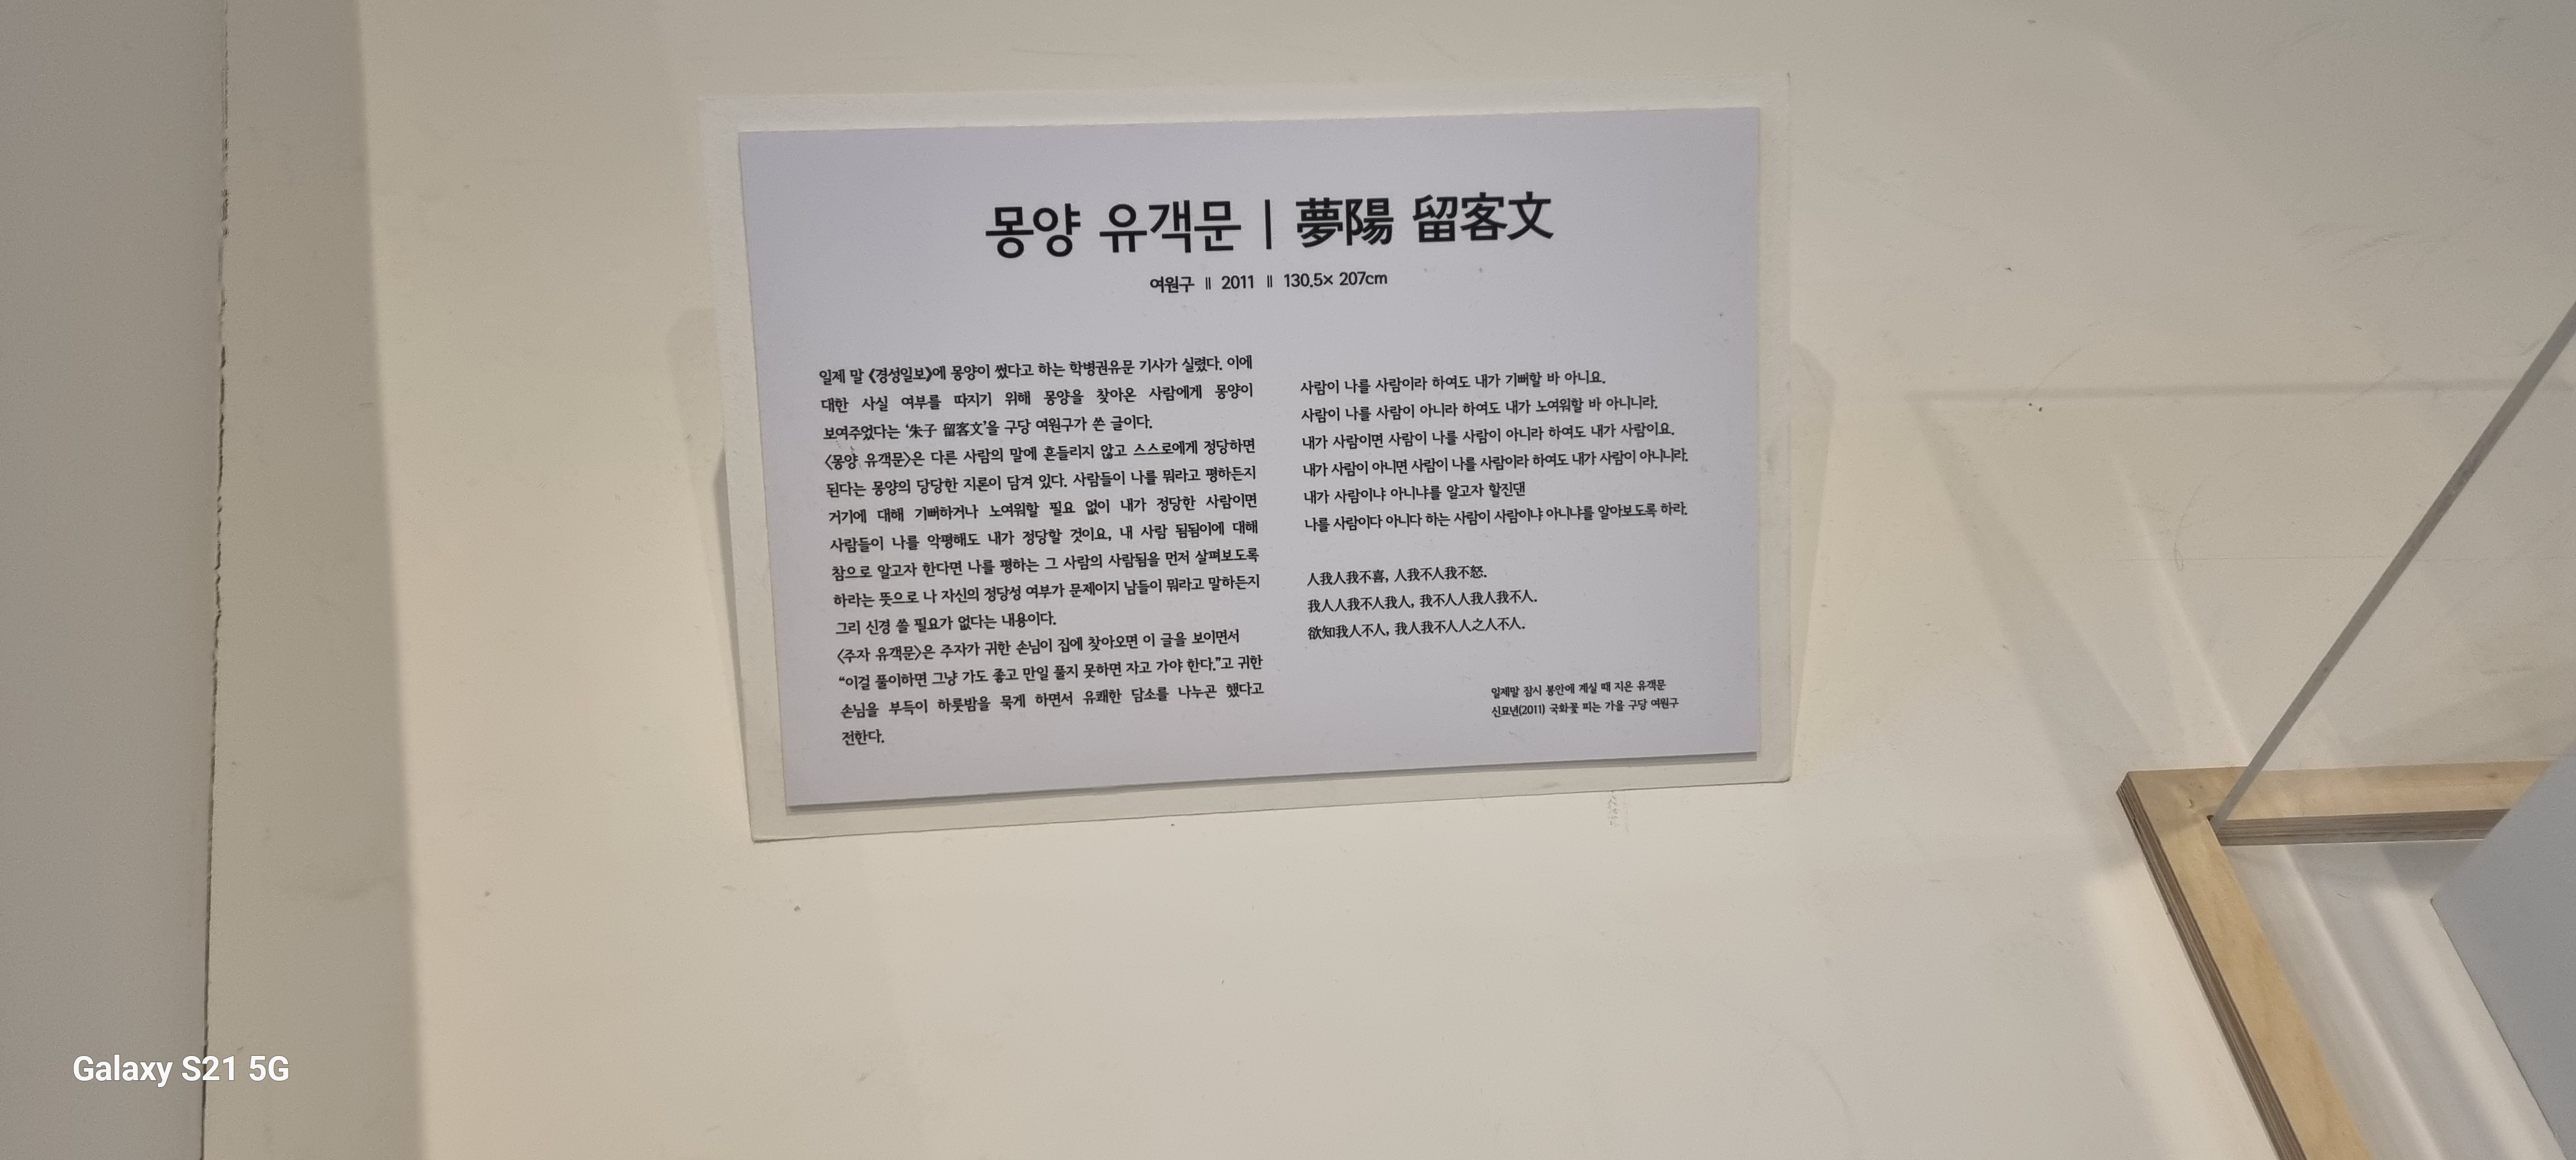 몽양 유객문 | 夢陽 留客文
여원구 ∥ 2011 ∥ 130.5× 207cm
일제 말 《경성일보》에 몽양이 썼다고 하는 학병권유문 기사가 실렸다. 이에
대한 사실 여부를 따지기 위해 몽양을 찾아온 사람에게 몽양이
보여주었다는 ‘朱子 留客文’을 구당 여원구가 쓴 글이다.
〈몽양 유객문〉은 다른 사람의 말에 흔들리지 않고 스스로에게 정당하면
된다는 몽양의 당당한 지론이 담겨 있다. 사람들이 나를 뭐라고 평하든지
거기에 대해 기뻐하거나 노여워할 필요 없이 내가 정당한 사람이면
사람들이 나를 악평해도 내가 정당할 것이요, 내 사람 됨됨이에 대해
참으로 알고자 한다면 나를 평하는 그 사람의 사람됨을 먼저 살펴보도록
하라는 뜻으로 나 자신의 정당성 여부가 문제이지 남들이 뭐라고 말하든지
그리 신경 쓸 필요가 없다는 내용이다.
〈주자 유객문〉은 주자가 귀한 손님이 집에 찾아오면 이 글을 보이면서
“이걸 풀이하면 그냥 가도 좋고 만일 풀지 못하면 자고 가야 한다.”고 귀한
손님을 부득이 하룻밤을 묵게 하면서 유쾌한 담소를 나누곤 했다고
전한다.
사람이 나를 사람이라 하여도 내가 기뻐할 바 아니요.
사람이 나를 사람이 아니라 하여도 내가 노여워할 바 아니니라.
내가 사람이면 사람이 나를 사람이 아니라 하여도 내가 사람이요.
내가 사람이 아니면 사람이 나를 사람이라 하여도 내가 사람이 아니니라.
내가 사람이냐 아니냐를 알고자 할진댄
나를 사람이다 아니다 하는 사람이 사람이냐 아니냐를 알아보도록 하라.
人我人我不喜, 人我不人我不怒.
我人人我不人我人, 我不人人我人我不人.
欲知我人不人, 我人我不人人之人不人.
일제말 잠시 봉안에 계실 때 지은 유객문
신묘년(2011) 국화꽃 피는 가을 구당 여원구
Galaxy S21 5G